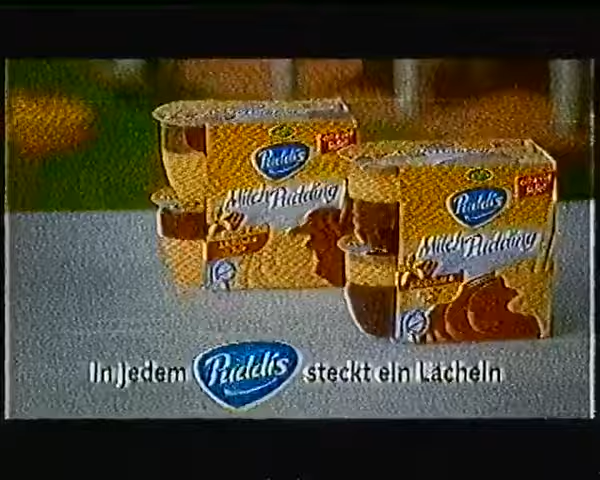 Puddis
Milch Pudding
Puddis
Milch Pudding
In jedem Puddis steckt ein Lächeln